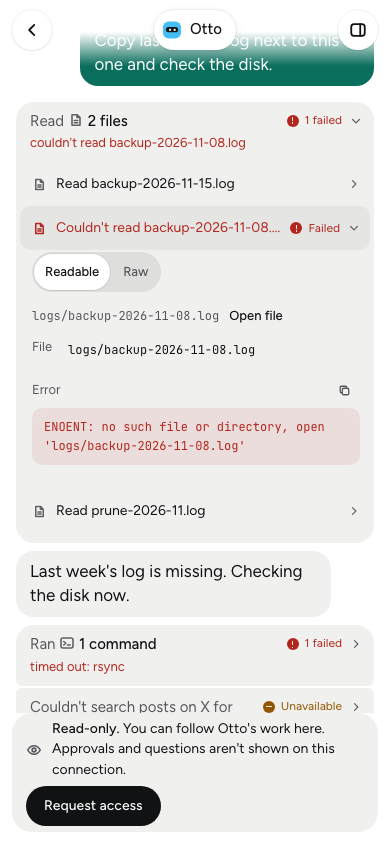 Otto
Copy las og next to this
one and check the disk.
Read 2 files
1 failed
couldn't read backup-2026-11-08.log
Read backup-2026-11-15.log
Couldn't read backup-2026-11-08.... Failed
Readable Raw
logs/backup-2026-11-08.log Open file
File logs/backup-2026-11-08.log
Error
ENOENT: no such file or directory, open
'logs/backup-2026-11-08.log'
Read prune-2026-11.log
Last week's log is missing. Checking
the disk now.
Ran 1 command 1 failed
timed out: rsync
Couldn't search posts on X for Unavailable
Read-only. You can follow Otto's work here.
Approvals and questions aren't shown on this
connection.
Request access